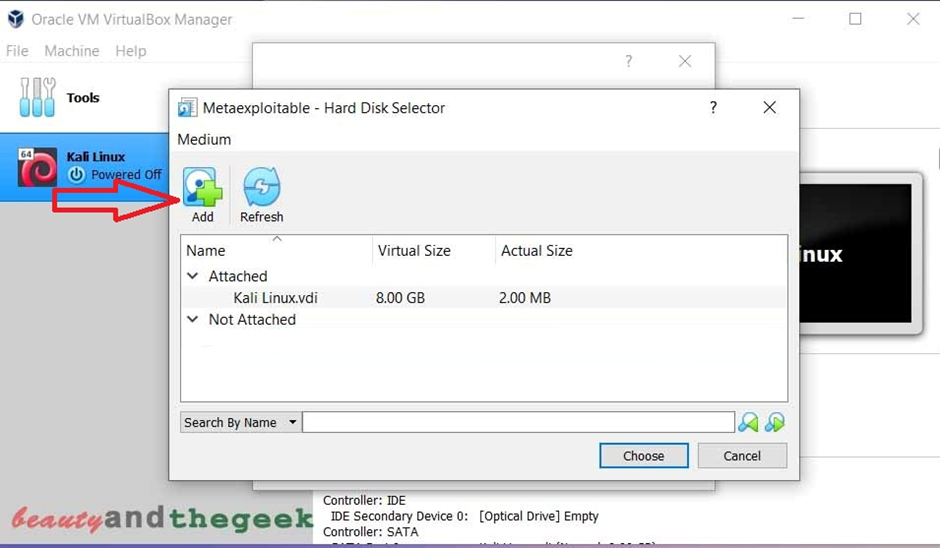 Oracle VM VirtualBox Manager
File Machine Help
?
Tools
Metaexploitable - Hard Disk Selector ?
Medium
64
Kali Linux
Powered Off
Add Refresh
Name Virtual Size Actual Size
Attached
Kali Linux.vdi 8.00 GB 2.00 MB
Not Attached
Search By Name
Choose Cancel
Controller: IDE
IDE Secondary Device 0: [Optical Drive] Empty
Controller: SATA
beautyandthegeek